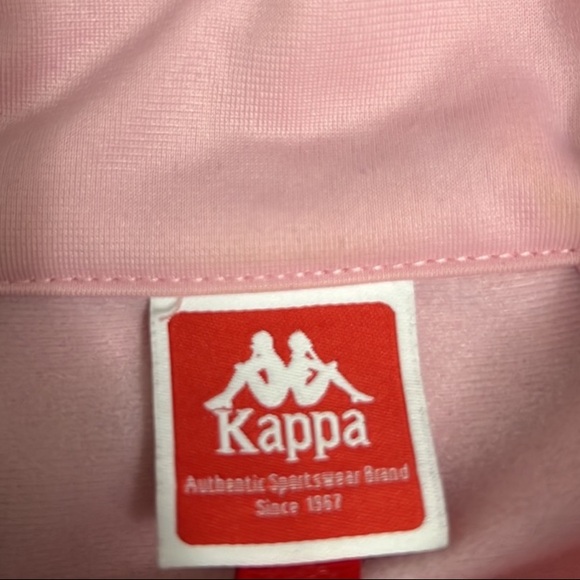 Kappa
Authentic Sportswear Brand
Since 1967